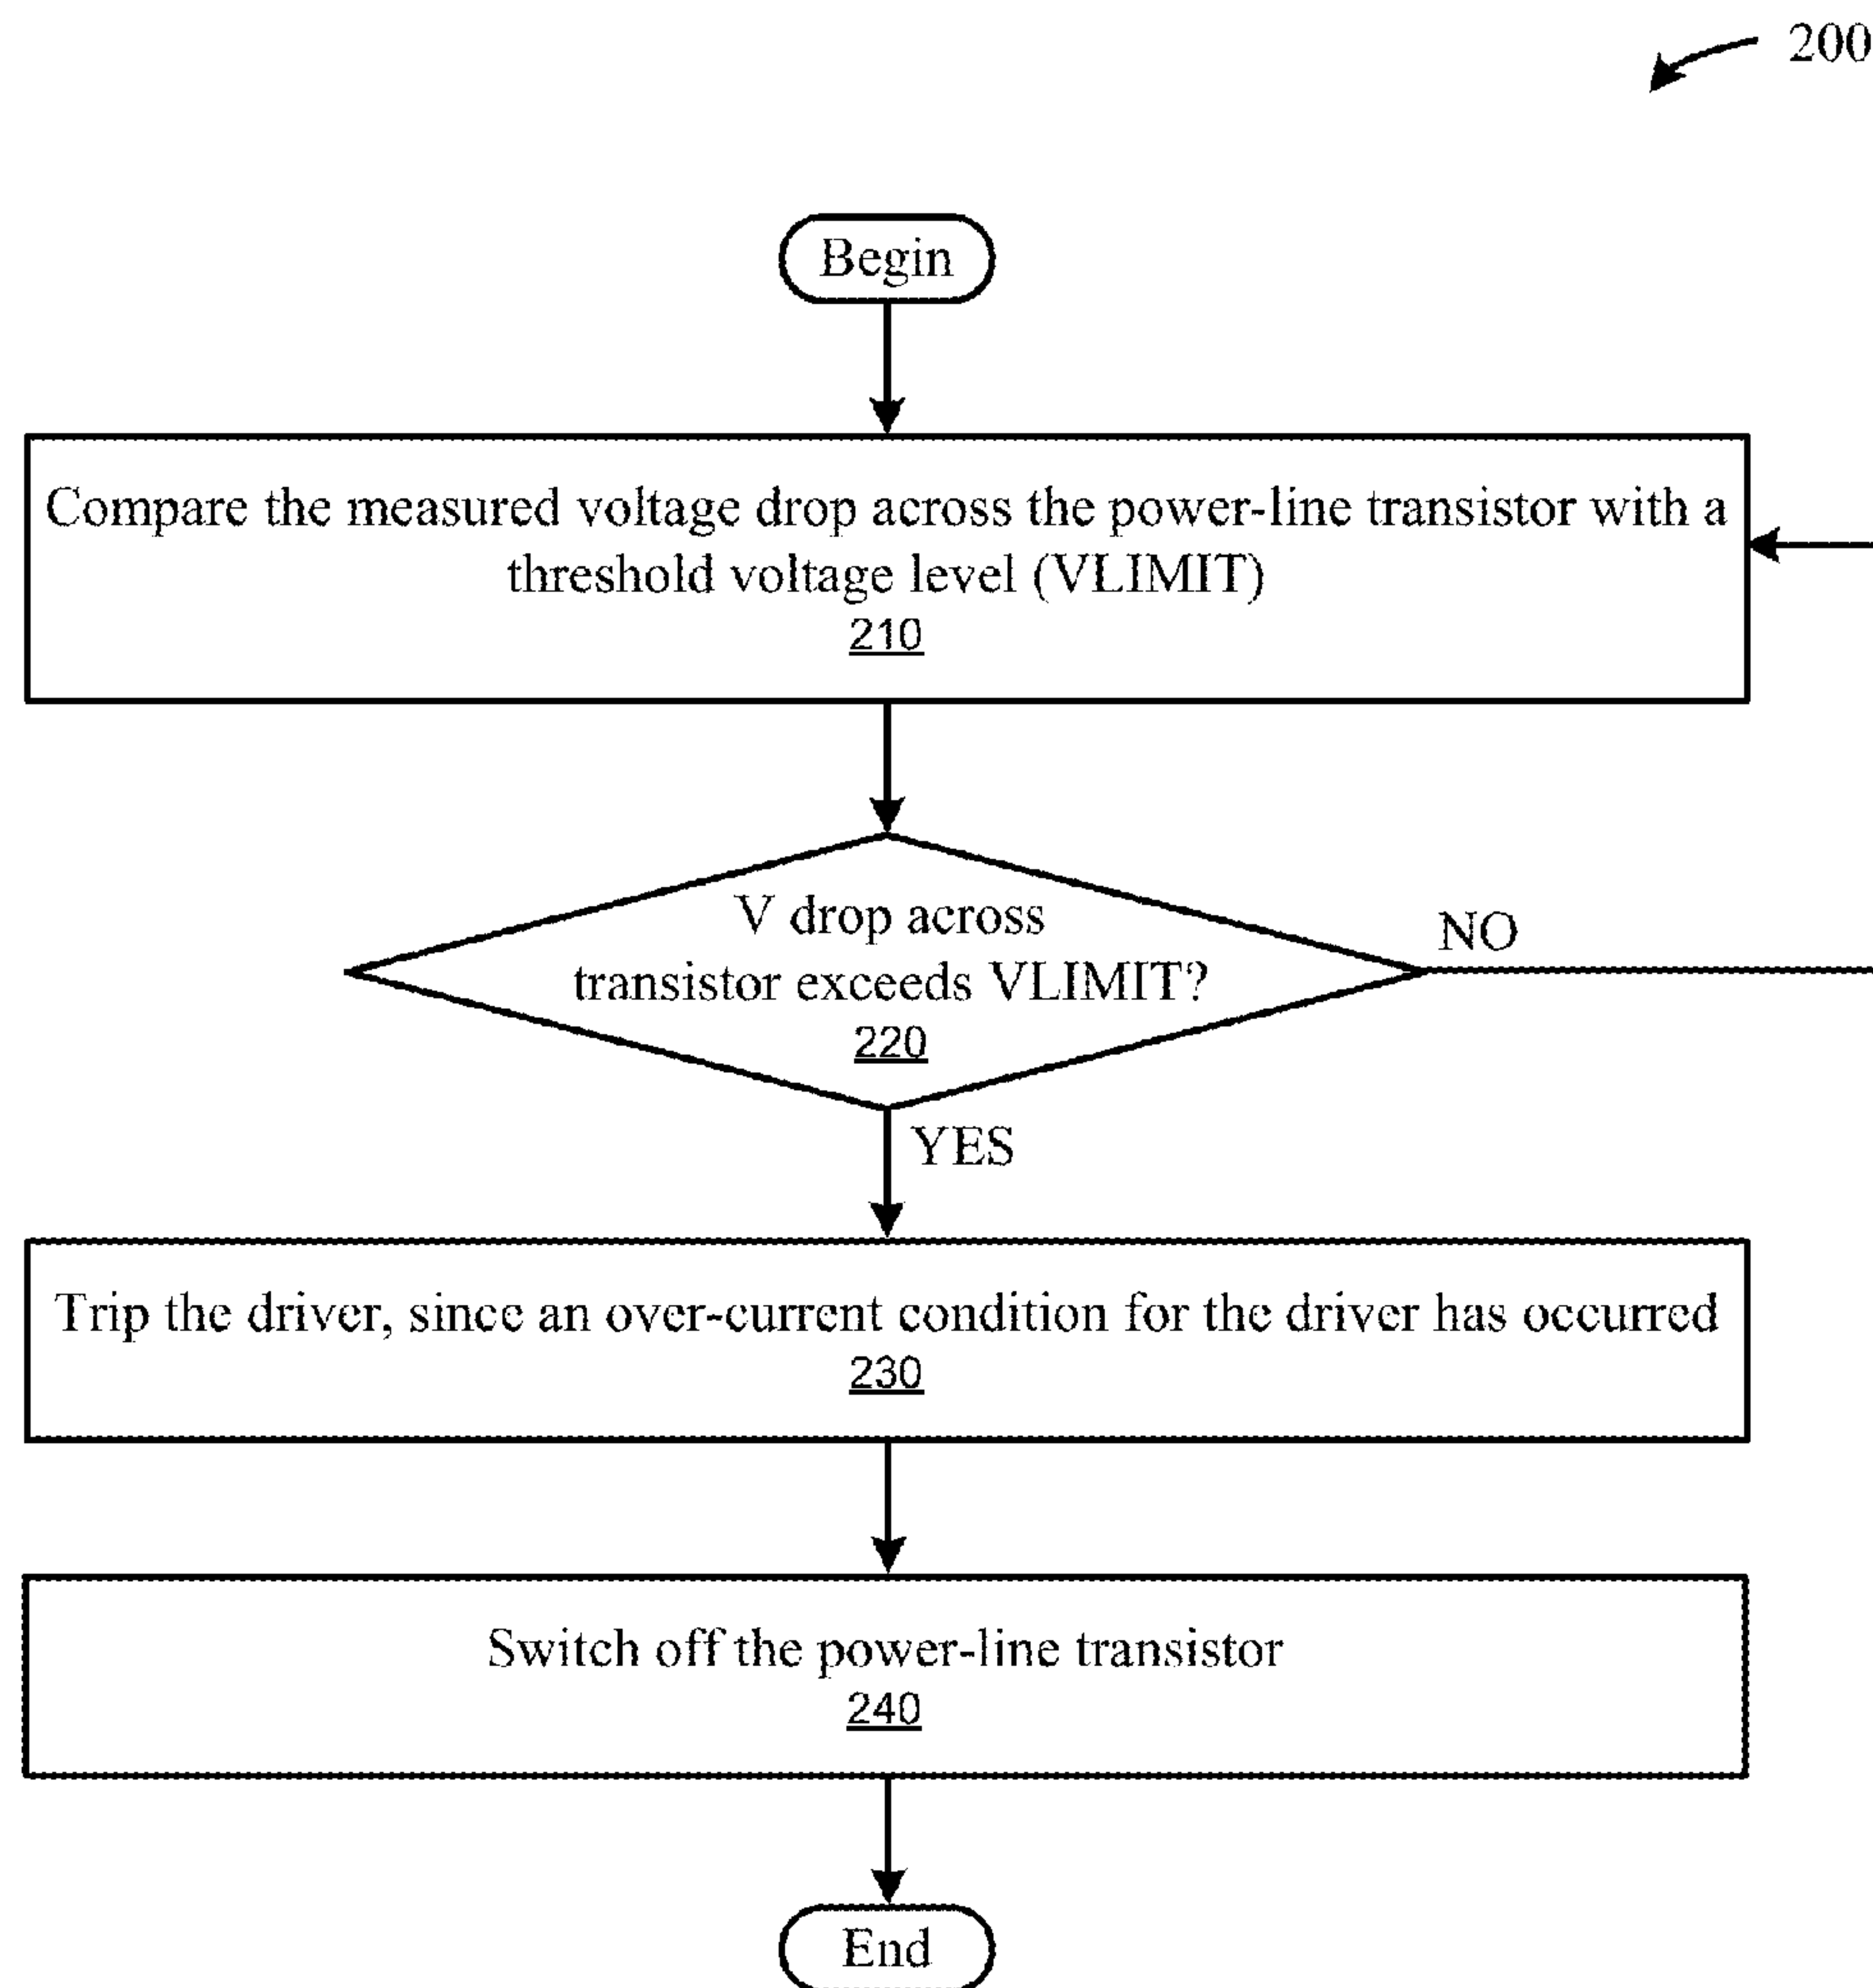 200
Begin
Compare the measured voltage drop across the power-line transistor with a
threshold voltage level (VLIMIT)
210
V drop across
transistor exceeds VLIMIT?
220
NO
YES
Trip the driver, since an over-current condition for the driver has occurred
230
Switch off the power-line transistor
240
End